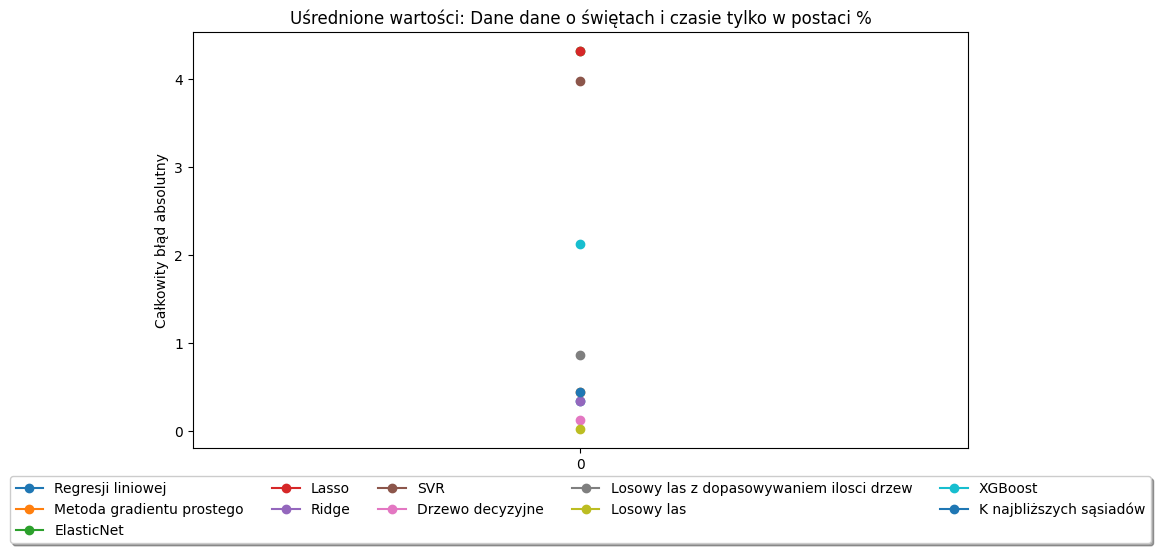 Uśrednione wartości: Dane dane o świętach i czasie tylko w postaci %
Całkowity błąd absolutny
4
3
2
1
0
0
Regresji liniowej
Metoda gradientu prostego
ElasticNet
Lasso
Ridge
SVR
Drzewo decyzyjne
Losowy las z dopasowywaniem ilosci drzew
Losowy las
XGBoost
K najbliższych sąsiadów